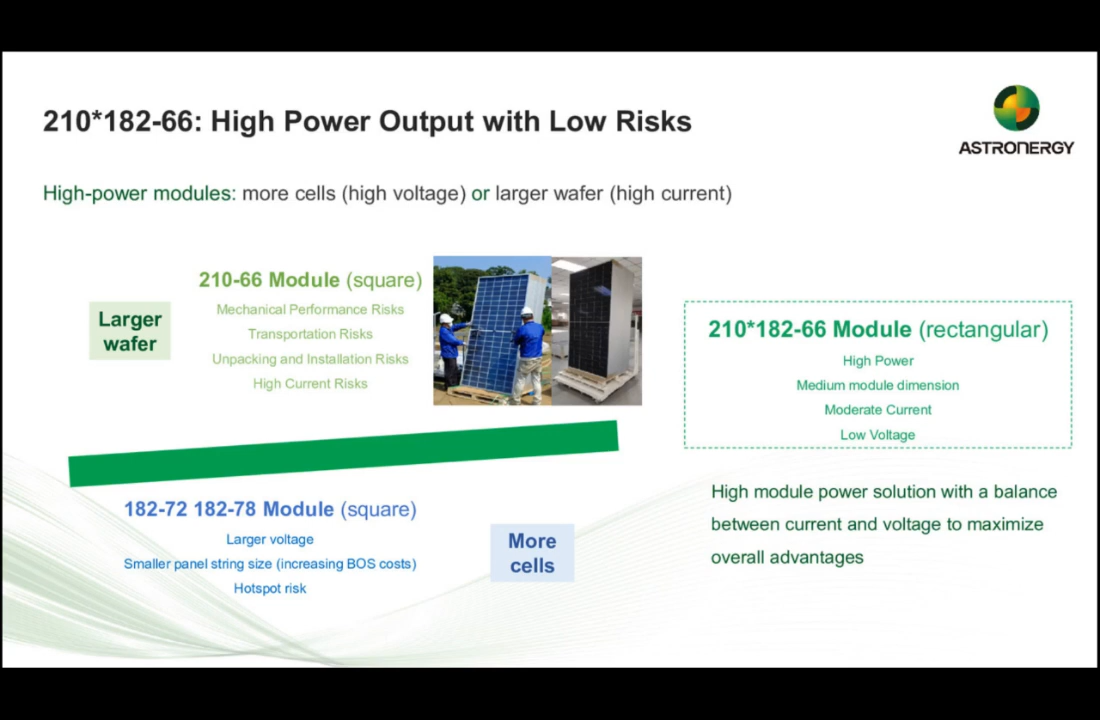 210*182-66: High Power Output with Low Risks
ASTRONERGY
High-power modules: more cells (high voltage) or larger wafer (high current)
210-66 Module (square)
Mechanical Performance Risks
Transportation Risks
Unpacking and Installation Risks
High Current Risks
Larger
wafer
210*182-66 Module (rectangular)
High Power
Medium module dimension
Moderate Current
Low Voltage
182-72 182-78 Module (square)
Larger voltage
Smaller panel string size (increasing BOS costs)
Hotspot risk
More
cells
High module power solution with a balance
between current and voltage to maximize
overall advantages